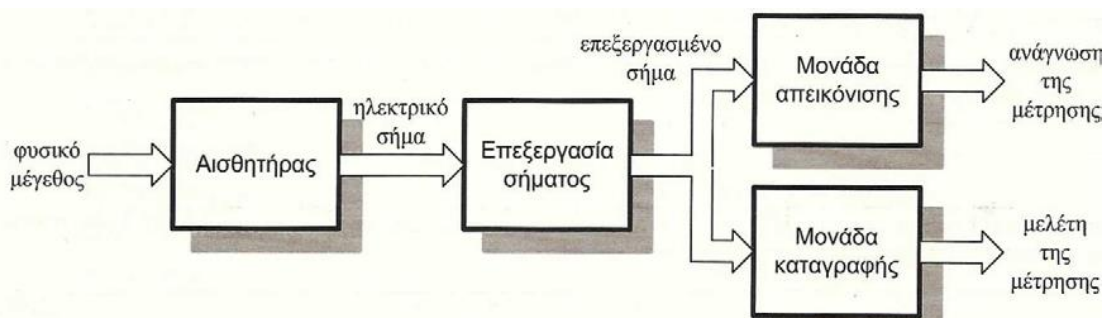 φυσικό
μέγεθος
Αισθητήρας
ηλεκτρικό
σήμα
Επεξεργασία
σήματος
επεξεργασμένο
σήμα
Μονάδα
απεικόνισης
ανάγνωση
της
μέτρησης
Μονάδα
καταγραφής
μελέτη
της
μέτρησης